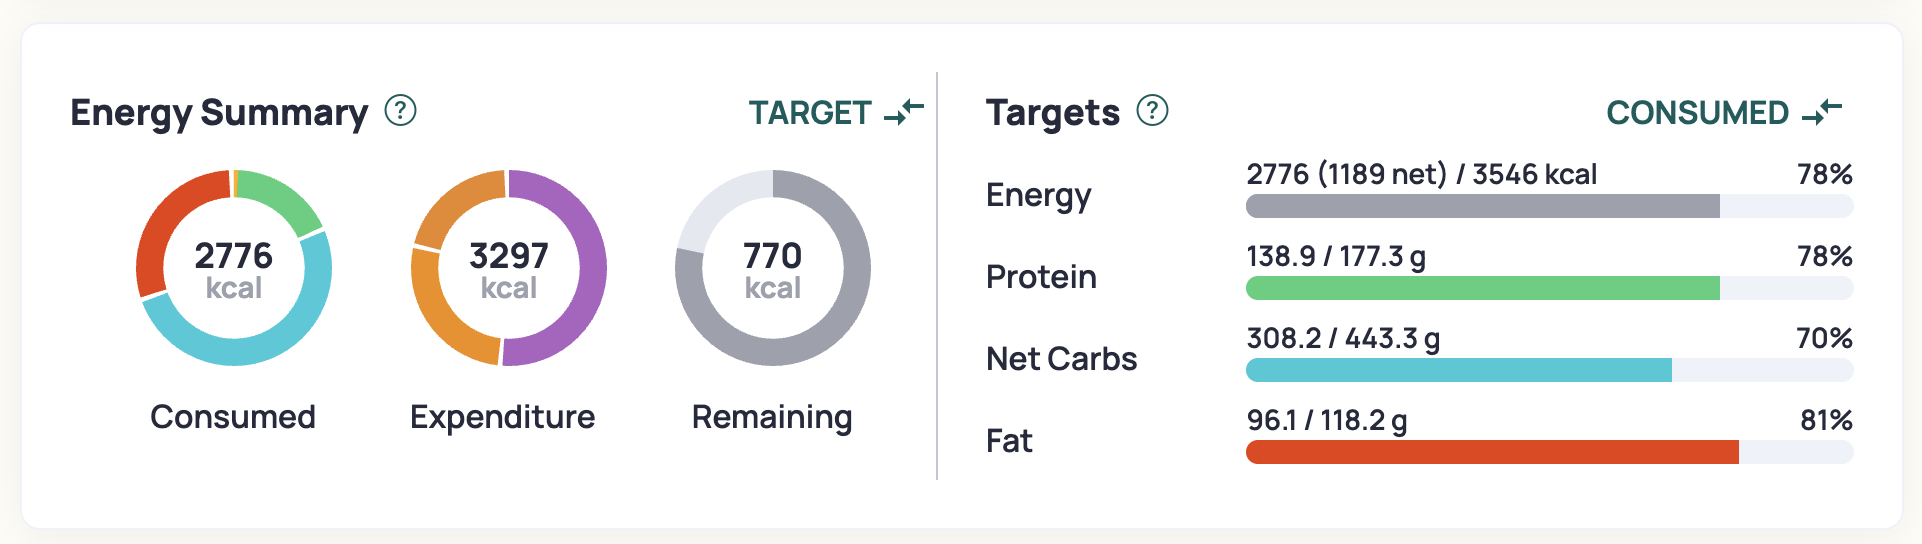 Energy Summary ?
TARGET
2776
kcal
Consumed
3297
kcal
Expenditure
770
kcal
Remaining
Targets ?
CONSUMED
Energy
2776 (1189 net) / 3546 kcal
78%
Protein
138.9 / 177.3 g
78%
Net Carbs
308.2 / 443.3 g
70%
Fat
96.1 / 118.2 g
81%